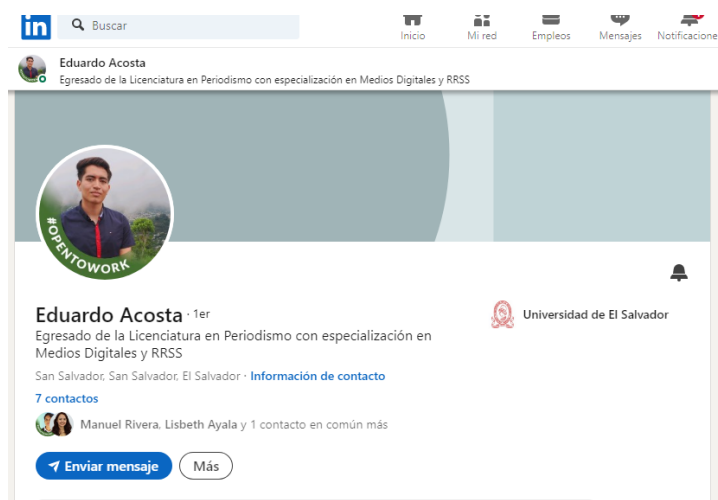 in
Buscar
Inicio
Mi red
Empleos
Mensajes
Notificacione
Eduardo Acosta
Egresado de la Licenciatura en Periodismo con especialización en Medios Digitales y RRSS
#OPENTOWORK
Eduardo Acosta · 1er
Egresado de la Licenciatura en Periodismo con especialización en
Medios Digitales y RRSS
Universidad de El Salvador
San Salvador, San Salvador, El Salvador · Información de contacto
7 contactos
Manuel Rivera, Lisbeth Ayala y 1 contacto en común más
Enviar mensaje
Más